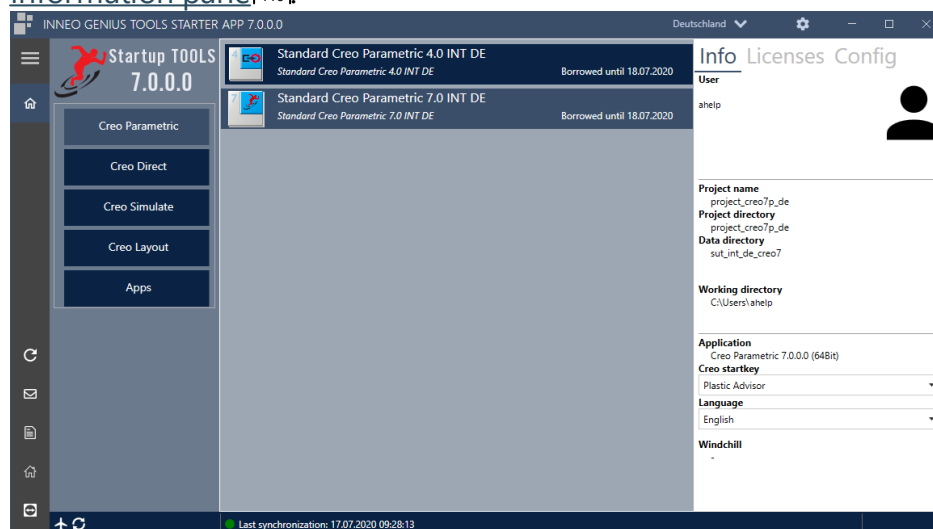 information pane
INNEO GENIUS TOOLS STARTER APP 7.0.0.0
Deutschland
Startup TOOLS
7.0.0.0
Creo Parametric
Creo Direct
Creo Simulate
Creo Layout
Apps
4
Standard Creo Parametric 4.0 INT DE
Standard Creo Parametric 4.0 INT DE
Borrowed until 18.07.2020
7
Standard Creo Parametric 7.0 INT DE
Standard Creo Parametric 7.0 INT DE
Borrowed until 18.07.2020
Info Licenses Config
User
ahelp
Project name
project_creo7p_de
Project directory
project_creo7p_de
Data directory
sut_int_de_creo7
Working directory
C:\Users\ahelp
Application
Creo Parametric 7.0.0.0 (64Bit)
Creo startkey
Plastic Advisor
Language
English
Windchill
-
Last synchronization: 17.07.2020 09:28:13